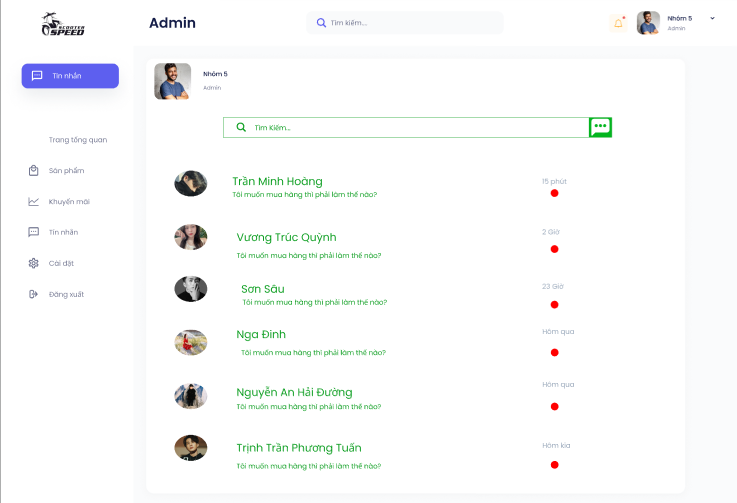 SCOOTER
SPEED
Admin
Tìm kiếm...
Nhóm 5
Admin
Tin nhắn
Nhóm 5
Admin
Tìm Kiếm...
Trang tổng quan
Sản phẩm
Khuyến mãi
Tin nhắn
Cài đặt
Đăng xuất
Trần Minh Hoàng
15 phút
Tôi muốn mua hàng thì phải làm thế nào?
Vương Trúc Quỳnh
2 Giờ
Tôi muốn mua hàng thì phải làm thế nào?
Sơn Sâu
23 Giờ
Tôi muốn mua hàng thì phải làm thế nào?
Nga Đinh
Hôm qua
Tôi muốn mua hàng thì phải làm thế nào?
Nguyễn An Hải Đường
Hôm qua
Tôi muốn mua hàng thì phải làm thế nào?
Trịnh Trần Phương Tuấn
Hôm kia
Tôi muốn mua hàng thì phải làm thế nào?